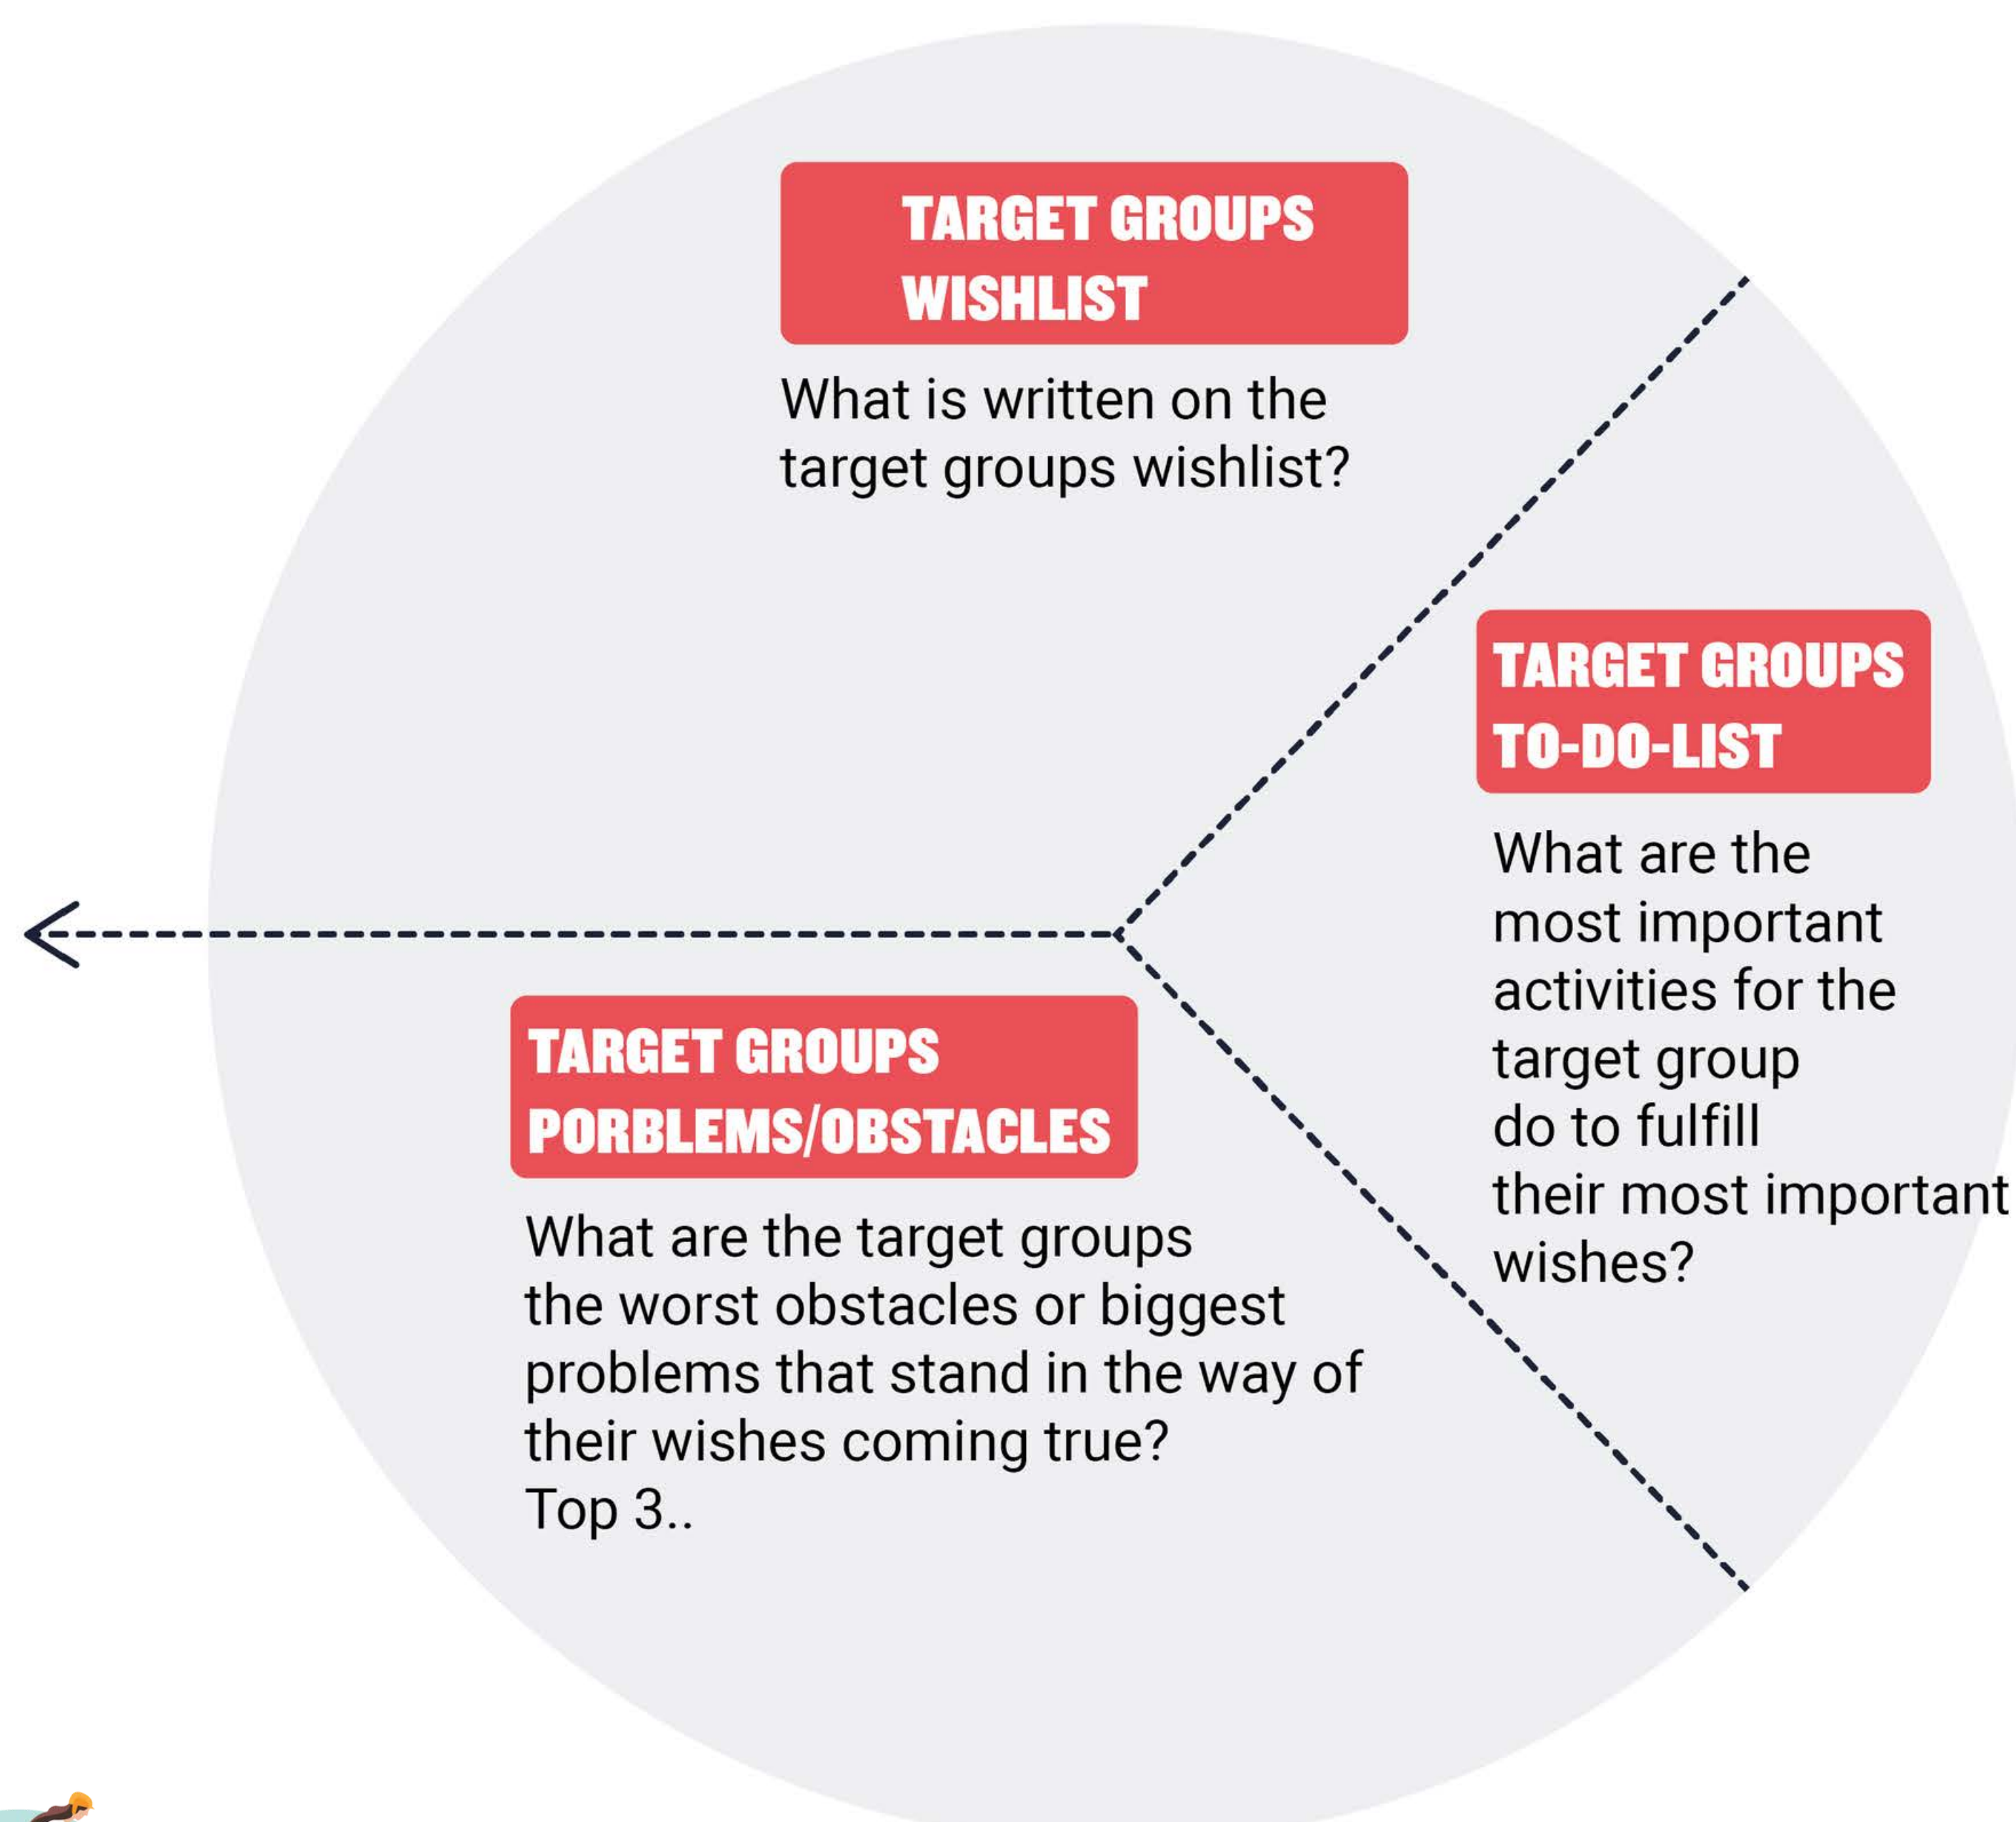 TARGET GROUPS
WISHLIST
What is written on the
target groups wishlist?
TARGET GROUPS
TO-DO-LIST
What are the
most important
activities for the
target group
do to fulfill
their most important
wishes?
TARGET GROUPS
PORBLEMS/OBSTACLES
What are the target groups
the worst obstacles or biggest
problems that stand in the way of
their wishes coming true?
Top 3..